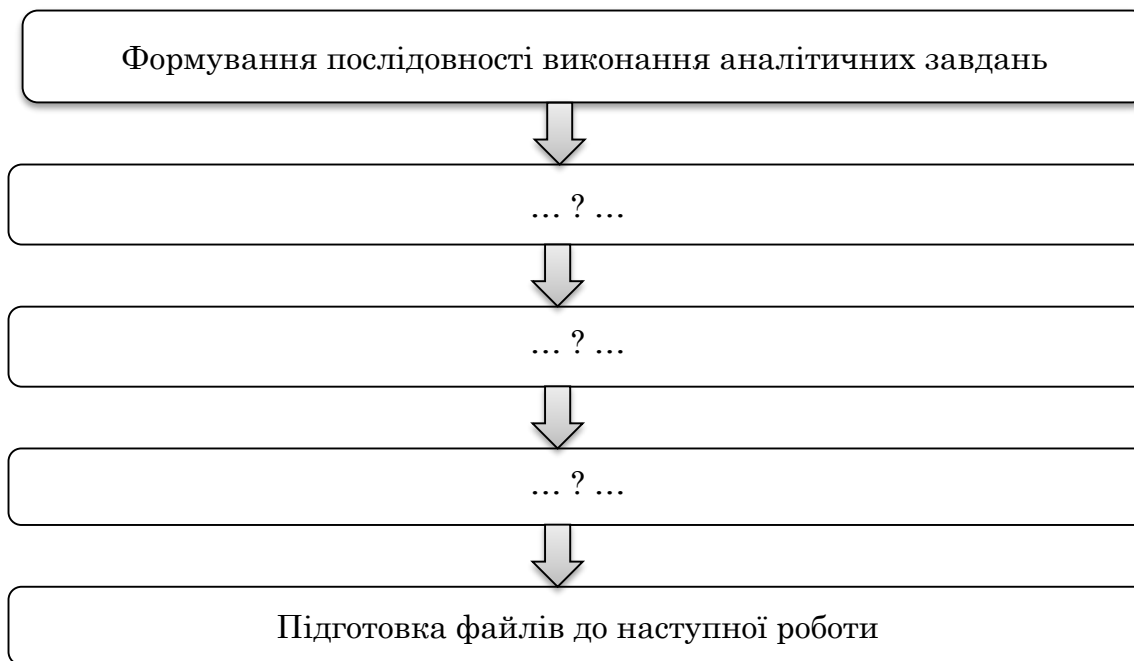 Формування послідовності виконання аналітичних завдань
… ? …
… ? …
… ? …
Підготовка файлів до наступної роботи